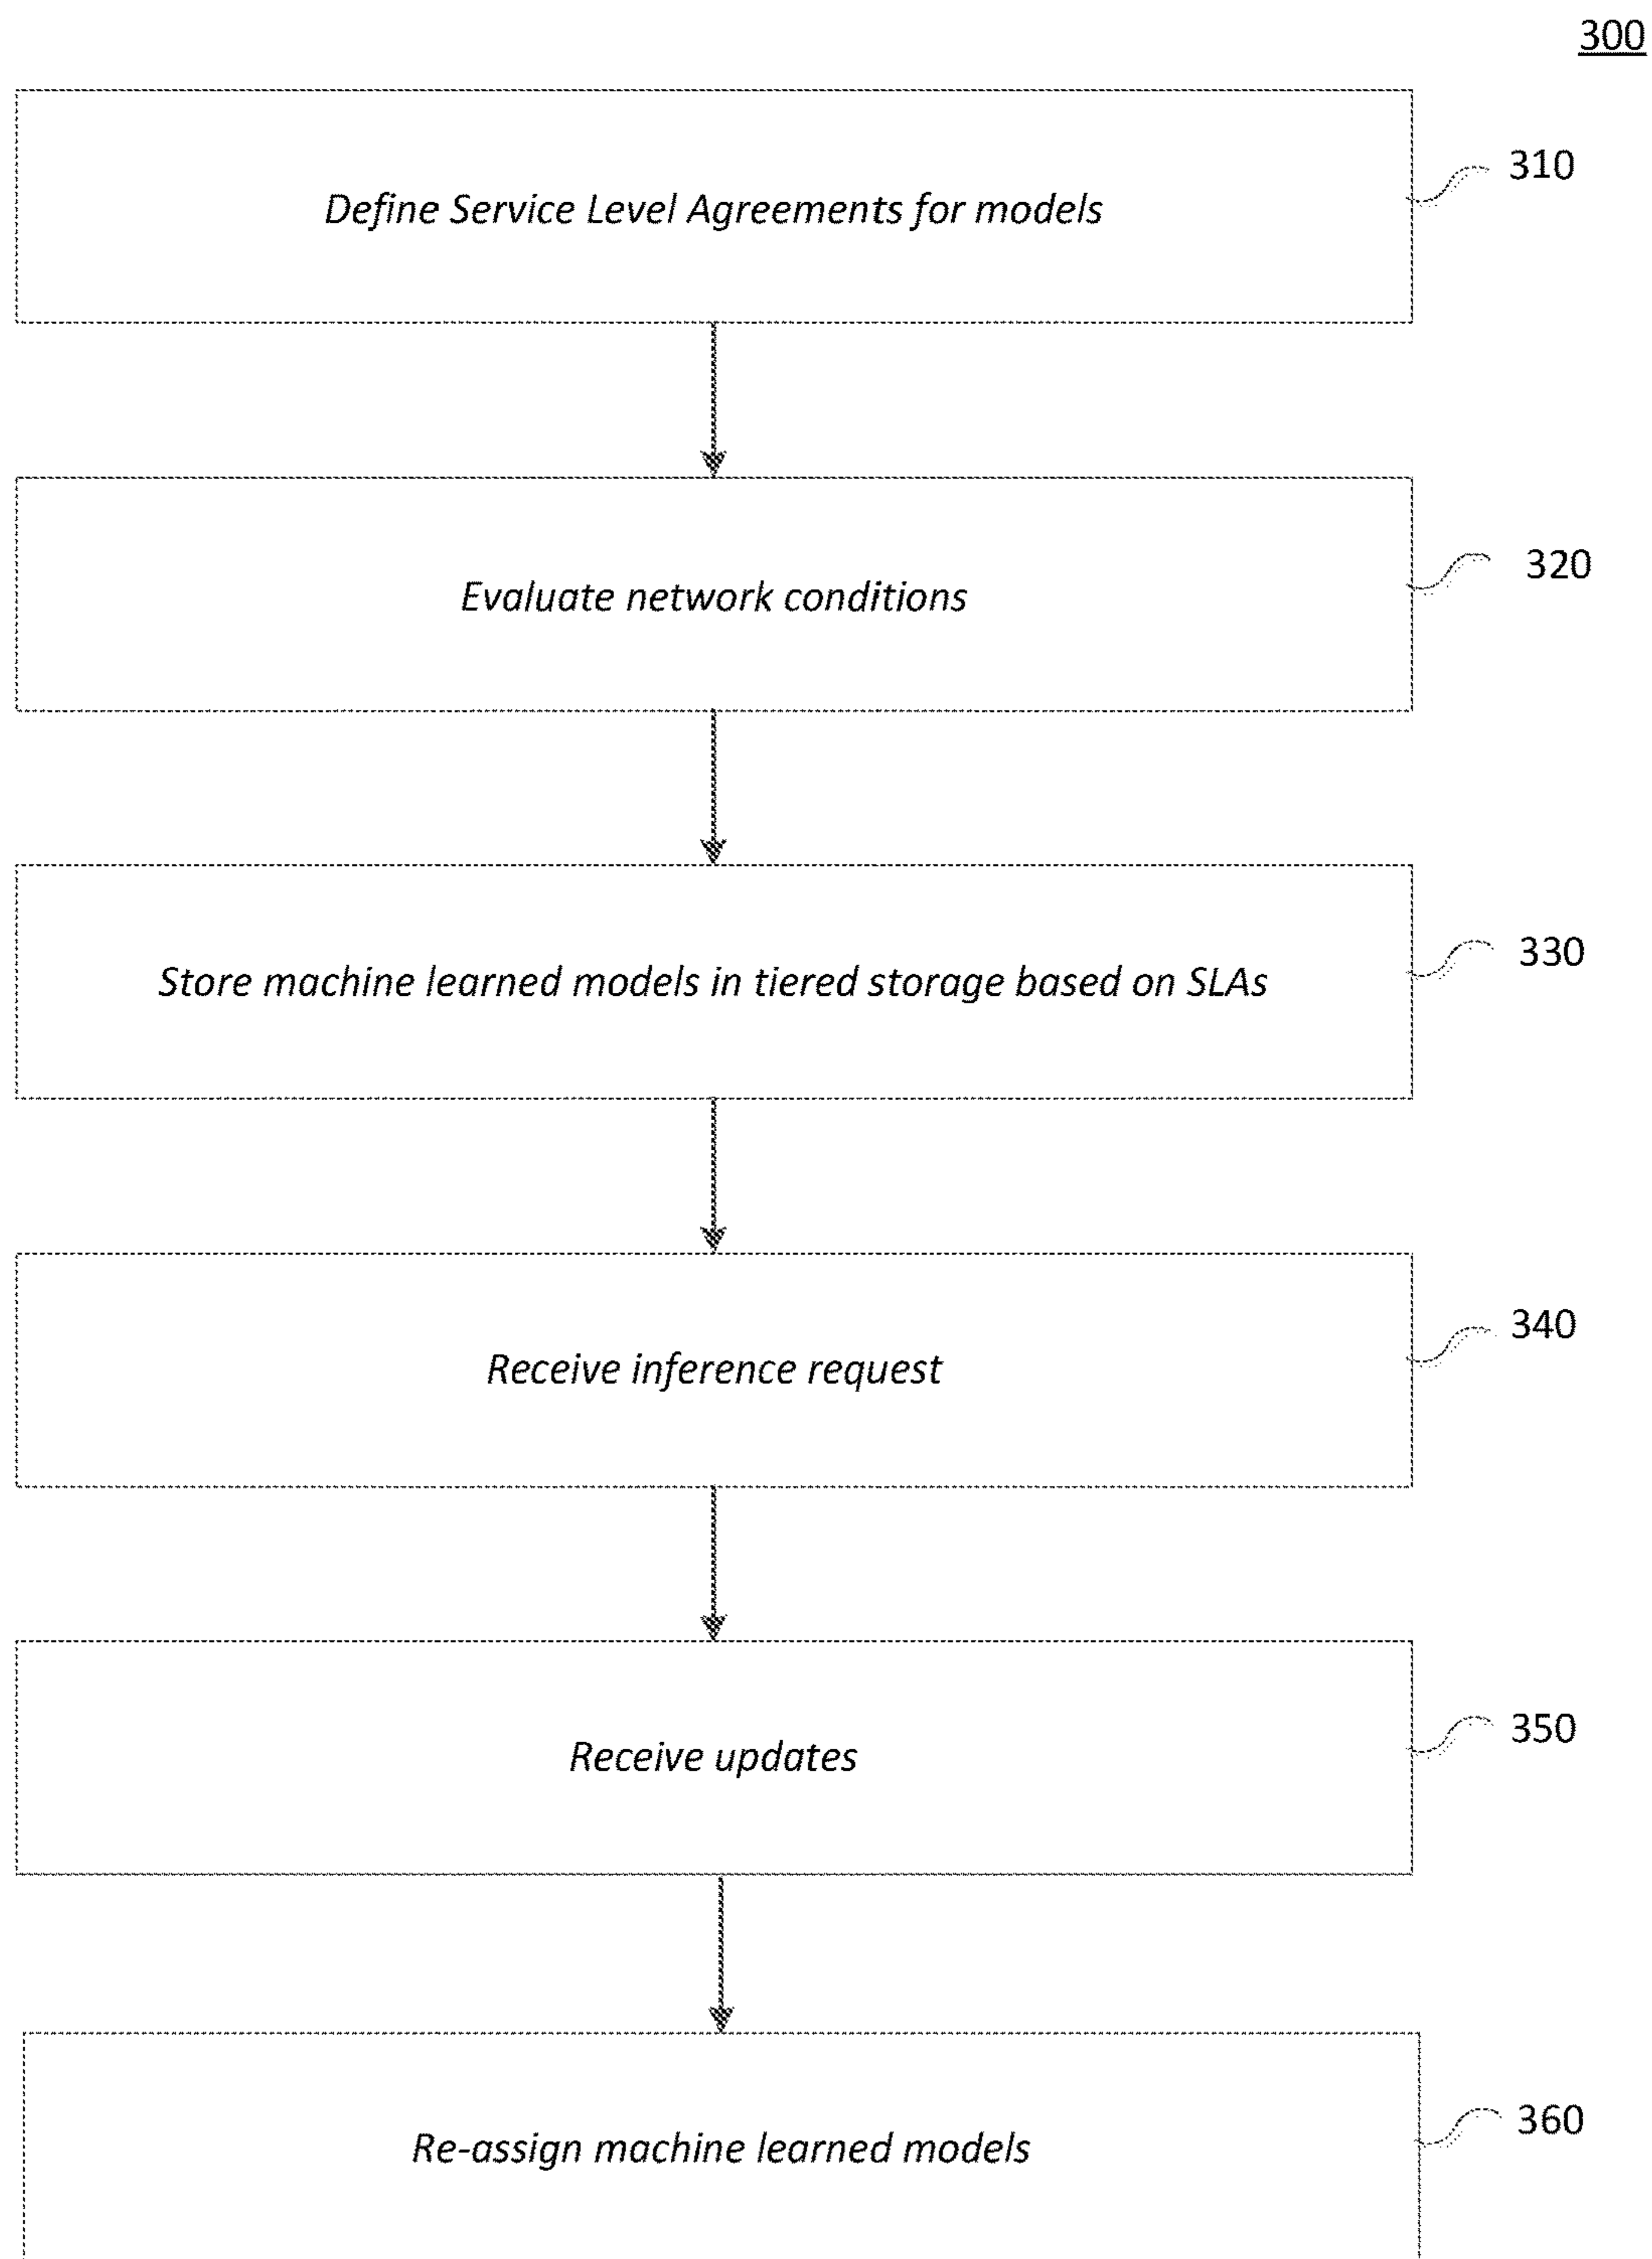 300
Define Service Level Agreements for models
310
Evaluate network conditions
320
Store machine learned models in tiered storage based on SLAs
330
Receive inference request
340
Receive updates
350
Re-assign machine learned models
360